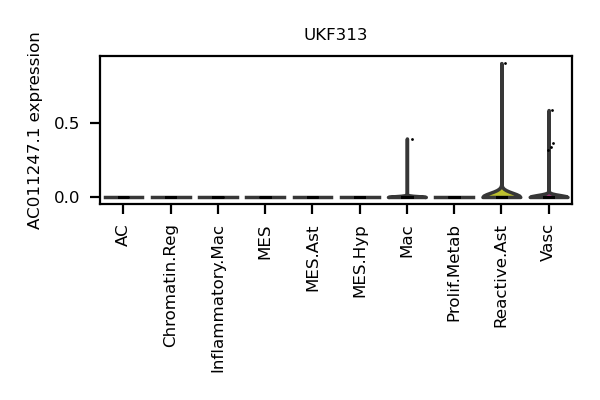 UKF313
AC011247.1 expression
0.5
0.0
AC
Chromatin.Reg
Inflammatory.Mac
MES
MES.Ast
MES.Hyp
Mac
Prolif.Metab
Reactive.Ast
Vasc